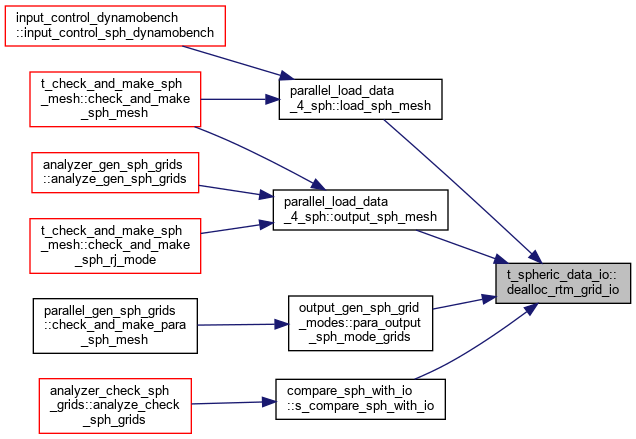 input_control_dynamobench
::input_control_sph_dynamobench
t_check_and_make_sph
_mesh::check_and_make
_sph_mesh
parallel_load_data
_4_sph::load_sph_mesh
analyzer_gen_sph_grids
::analyze_gen_sph_grids
parallel_load_data
_4_sph::output_sph_mesh
t_check_and_make_sph
_mesh::check_and_make
_sph_rj_mode
t_spheric_data_io::
dealloc_rtm_grid_io
parallel_gen_sph_grids
::check_and_make_para
_sph_mesh
output_gen_sph_grid
_modes::para_output
_sph_mode_grids
analyzer_check_sph
_grids::analyze_check
_sph_grids
compare_sph_with_io
::s_compare_sph_with_io